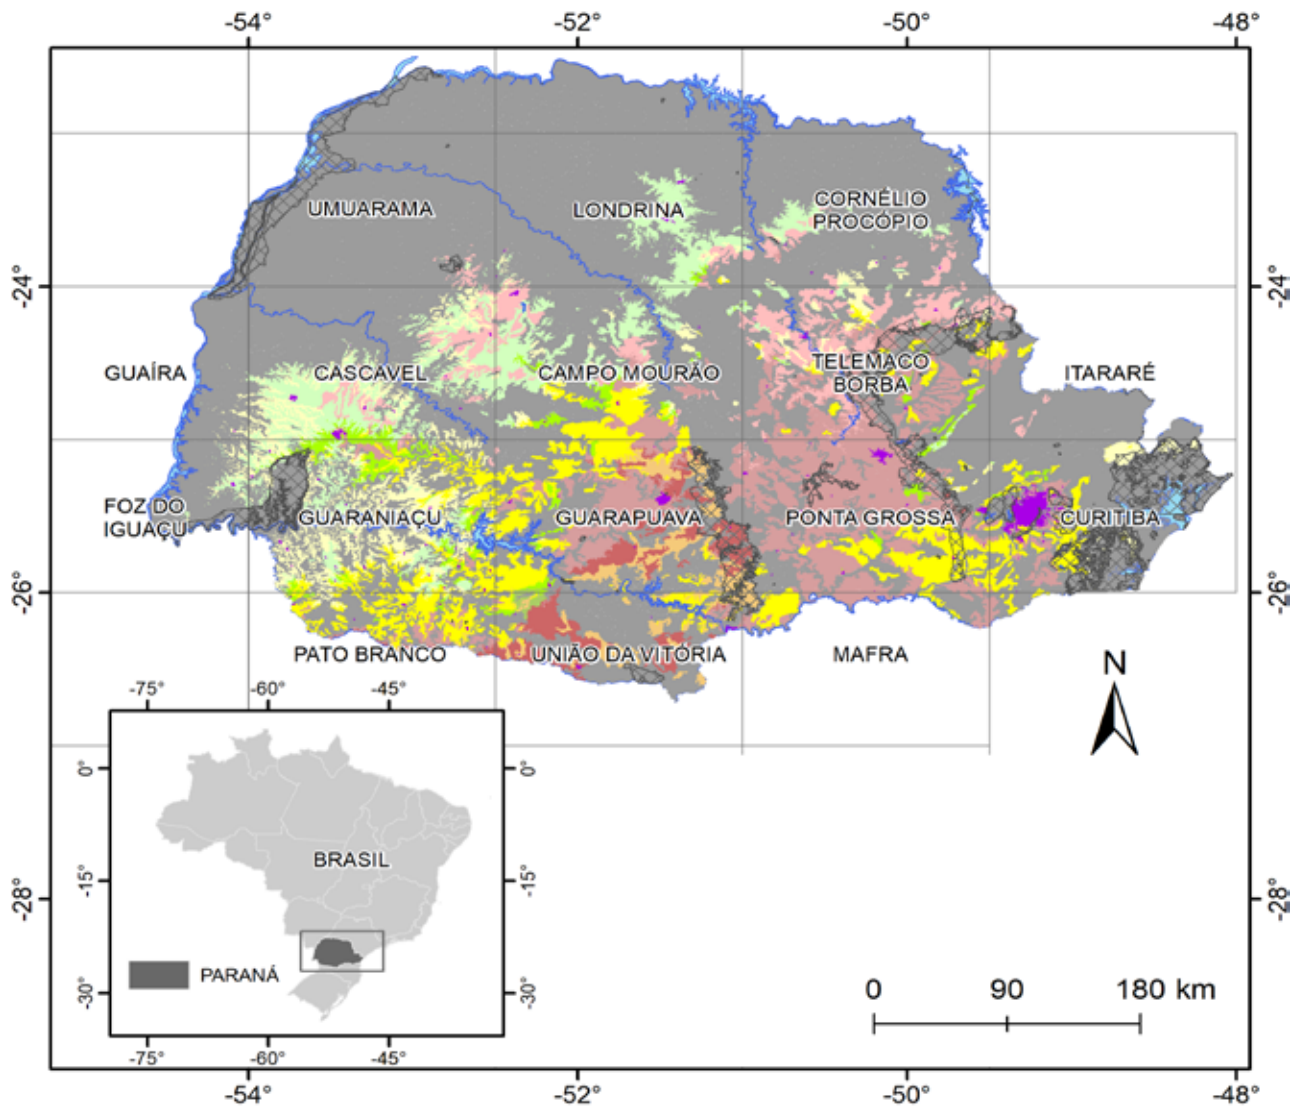 -54°
-52°
-50°
-48°
UMUARAMA
LONDRINA
CORNÉLIO
PROCÓPIO
-24°
-24°
GUAÍRA
CASCAVEL
CAMPO MOURÃO
TELEMACO
BORBA
ITARARÉ
FOZ DO
IGUAÇU
GUARANIAÇU
GUARAPUAVA
PONTA GROSSA
CURITIBA
-26°
-26°
PATO BRANCO
UNIÃO DA VITÓRIA
MAFRA
N
-75°
-60°
-45°
0°
0°
BRASIL
-15°
-15°
-28°
-28°
PARANÁ
-30°
-30°
0
90
180 km
-75°
-60°
-45°
-54°
-52°
-50°
-48°